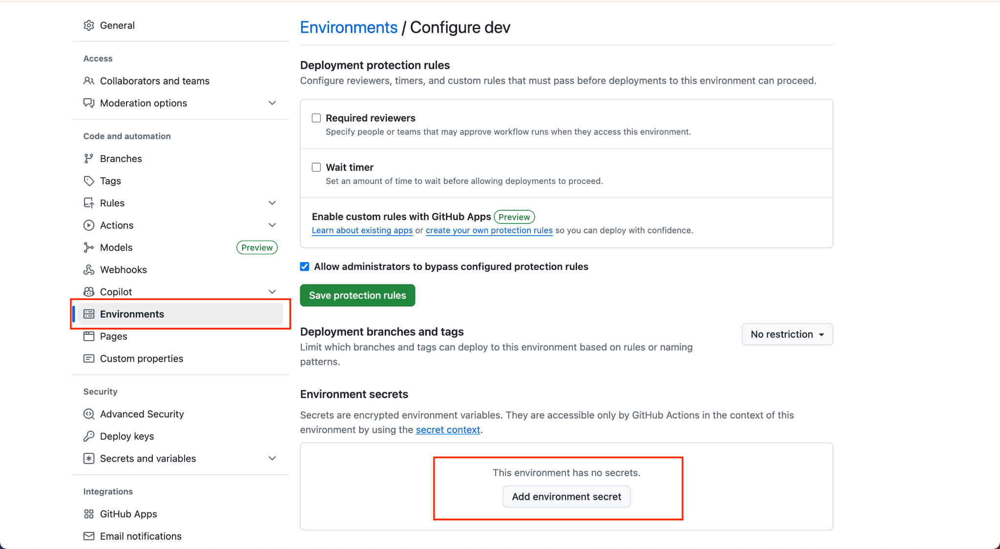 General
Access
Collaborators and teams
Moderation options
Code and automation
Branches
Tags
Rules
Actions
Models Preview
Webhooks
Copilot
Environments
Pages
Custom properties
Security
Advanced Security
Deploy keys
Secrets and variables
Integrations
GitHub Apps
Email notifications
Environments / Configure dev
Deployment protection rules
Configure reviewers, timers, and custom rules that must pass before deployments to this environment can proceed.
Required reviewers
Specify people or teams that may approve workflow runs when they access this environment.
Wait timer
Set an amount of time to wait before allowing deployments to proceed.
Enable custom rules with GitHub Apps Preview
Learn about existing apps or create your own protection rules so you can deploy with confidence.
Allow administrators to bypass configured protection rules
Save protection rules
Deployment branches and tags
No restriction
Limit which branches and tags can deploy to this environment based on rules or naming
patterns.
Environment secrets
Secrets are encrypted environment variables. They are accessible only by GitHub Actions in the context of this
environment by using the secret context.
This environment has no secrets.
Add environment secret